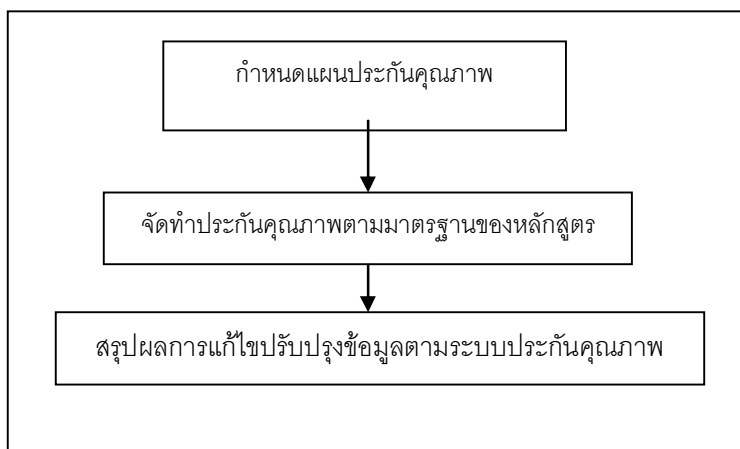 กำหนดแผนประกันคุณภาพ
จัดทำประกันคุณภาพตามมาตรฐานของหลักสูตร
สรุปผลการแก้ไขปรับปรุงข้อมูลตามระบบประกันคุณภาพ